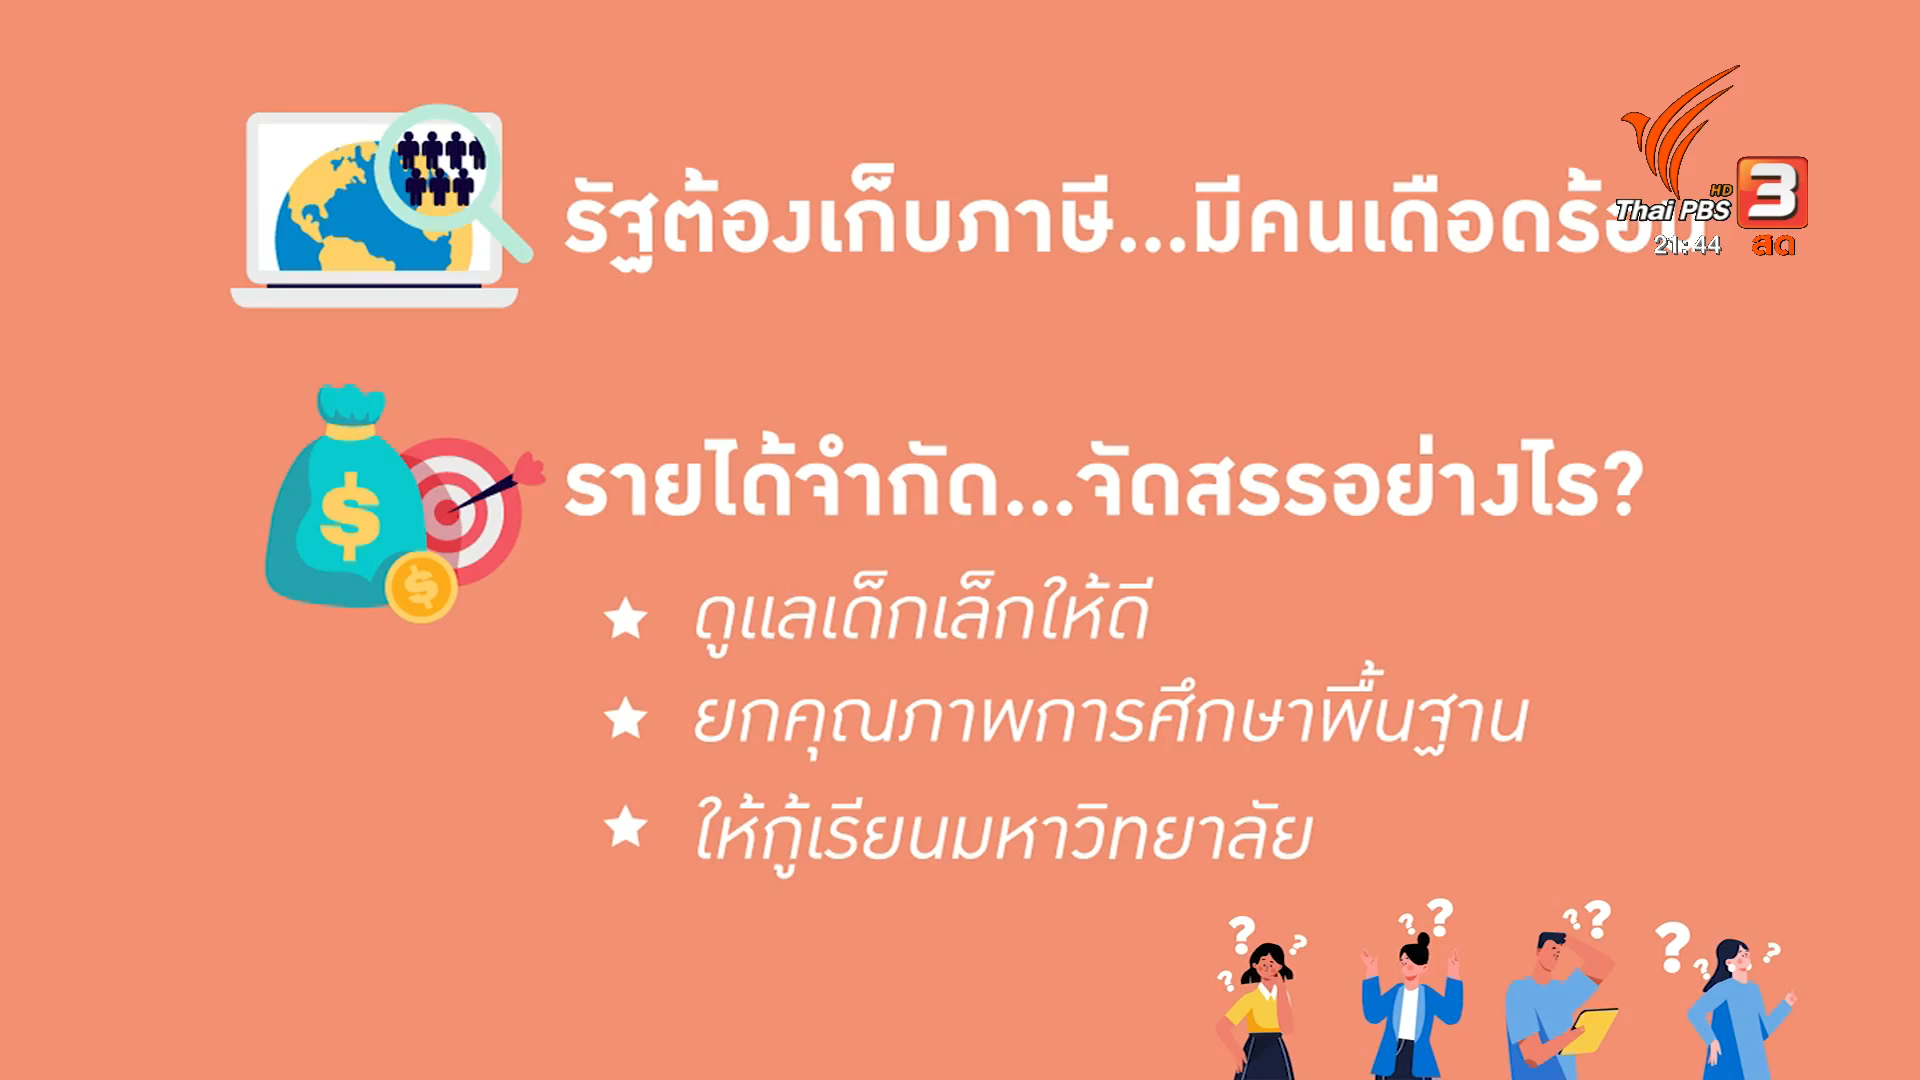 รัฐต้องเก็บภาษี...มีคนเดือดร้อน
HD
Thai PBS
3
21:44
สด
รายได้จำกัด...จัดสรรอย่างไร?
ดูแลเด็กเล็กให้ดี
ยกคุณภาพการศึกษาพื้นฐาน
ให้กู้เรียนมหาวิทยาลัย